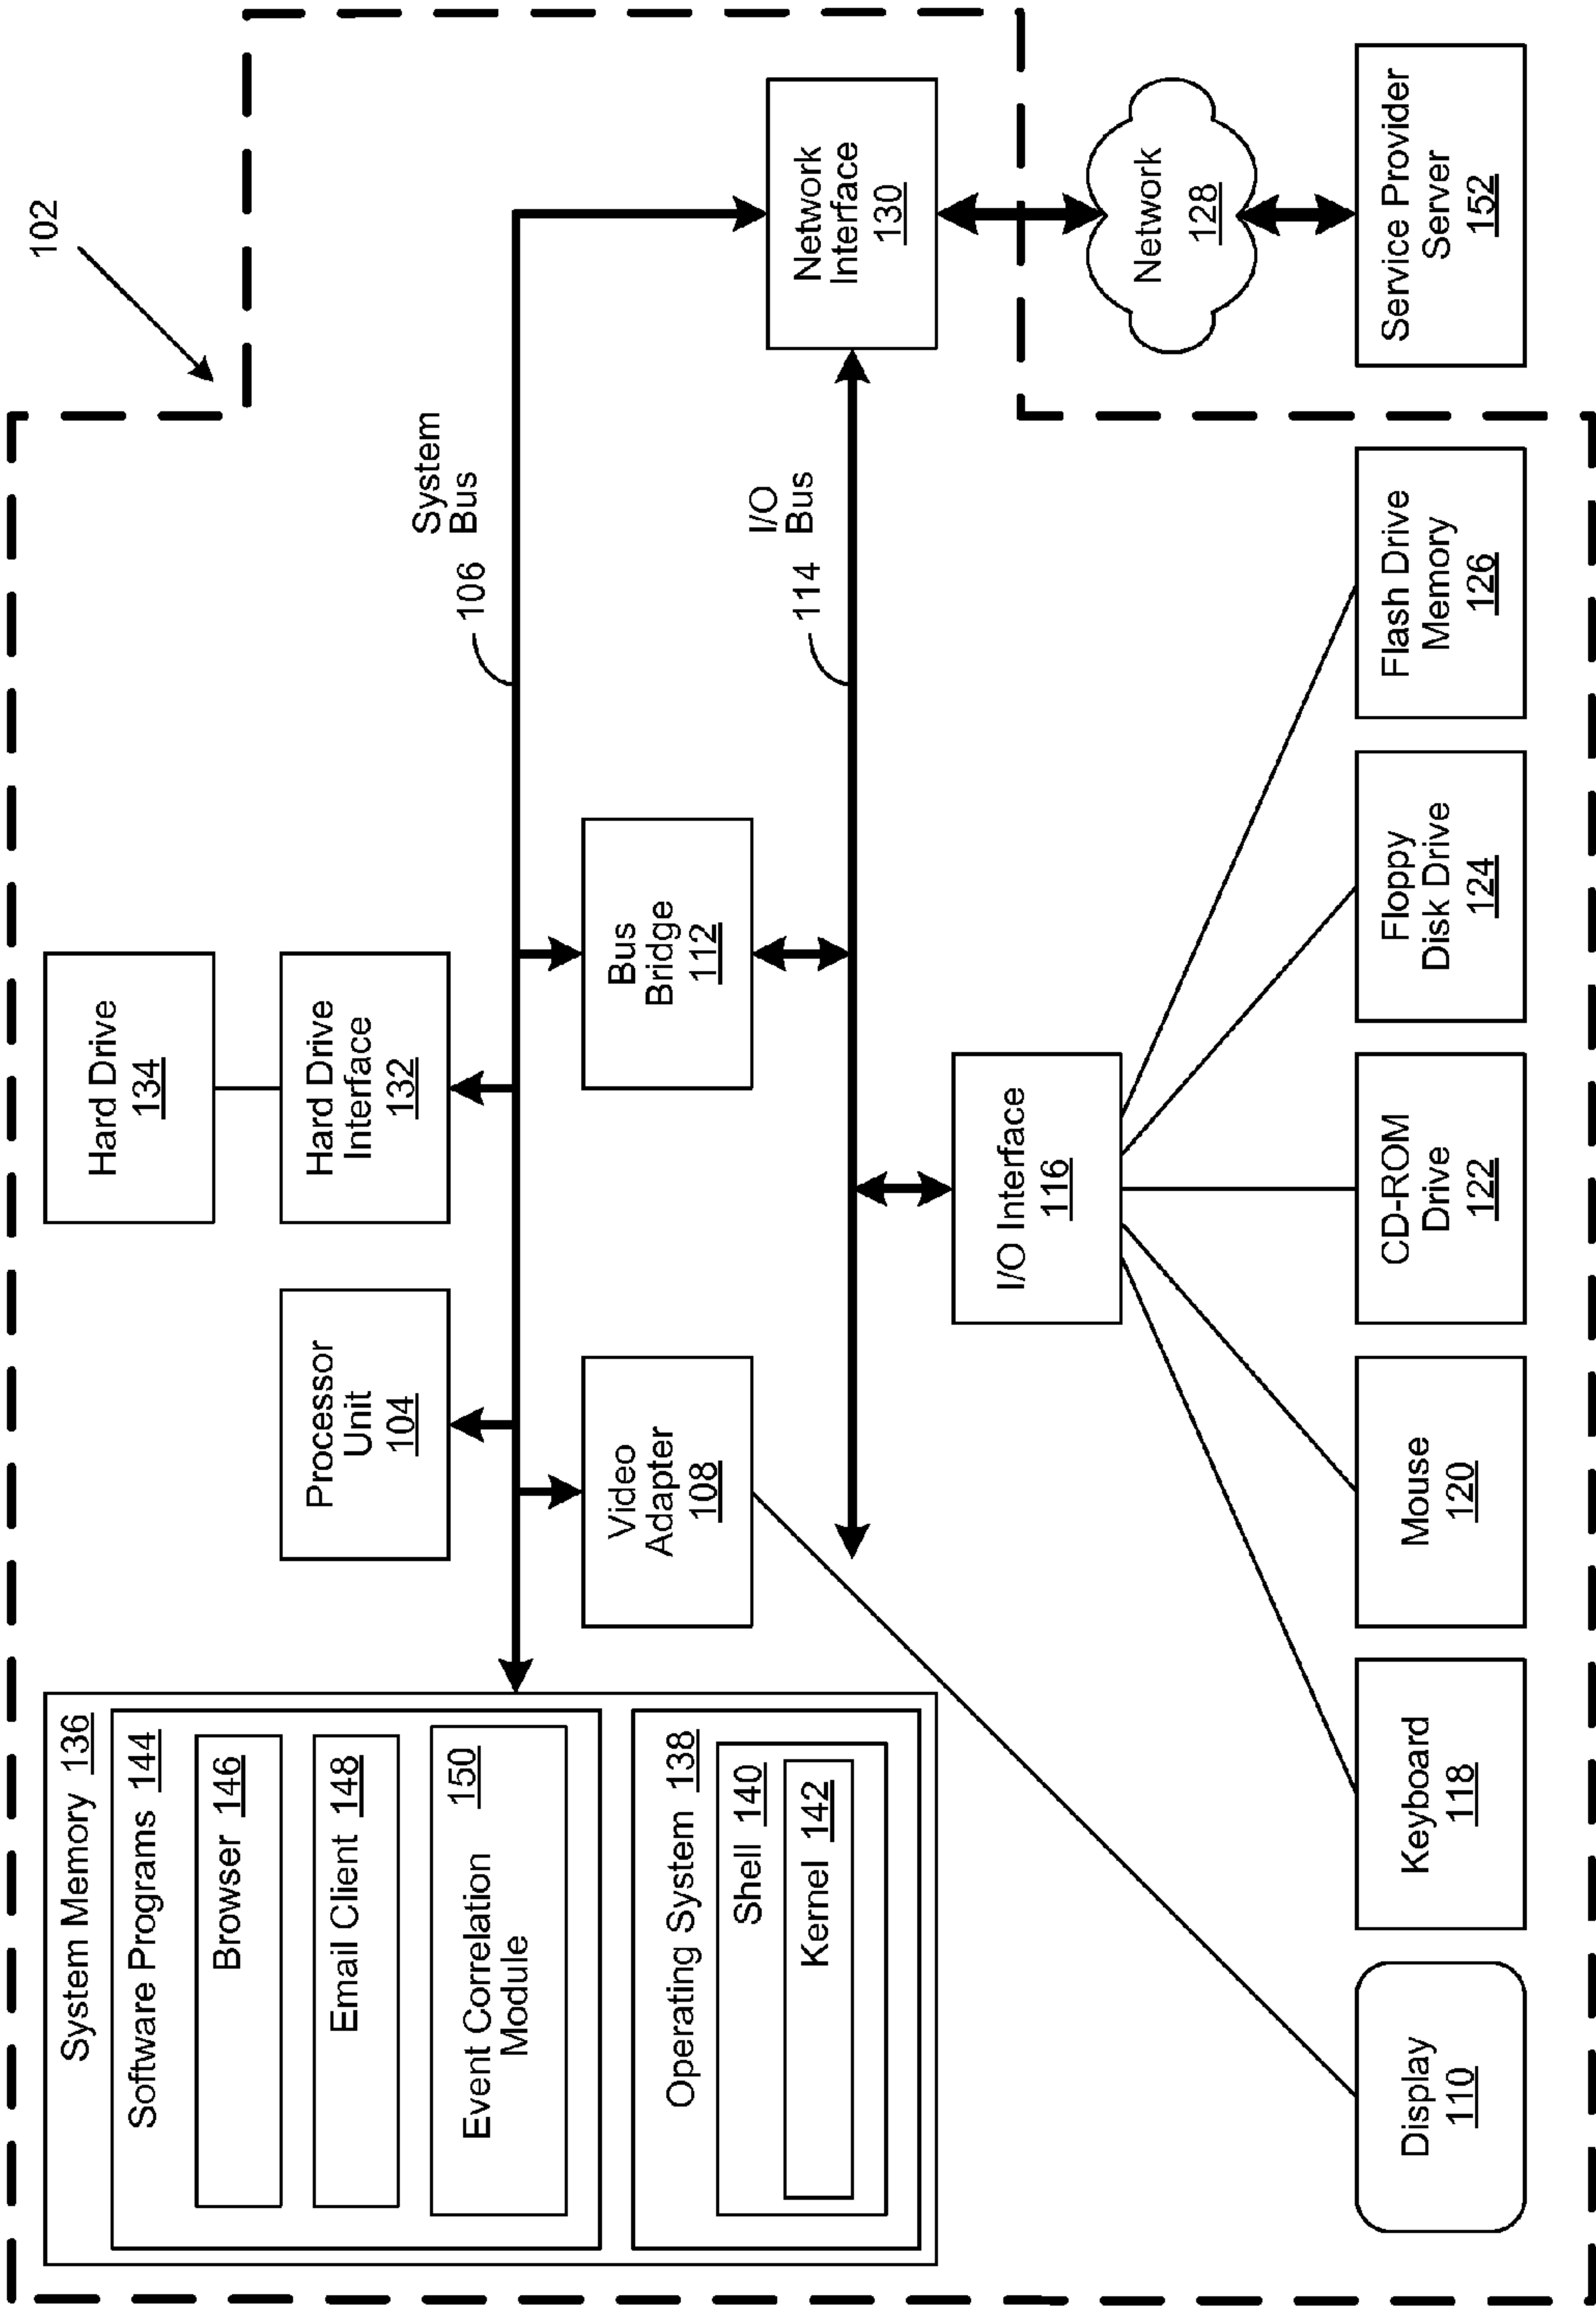 102
System Memory 136
Software Programs 144
Browser 146
Email Client 148
Event Correlation
Module
150
Operating System 138
Shell 140
Kernel 142
Hard Drive
134
Processor
Unit
104
Hard Drive
Interface
132
System
Bus
106
Video
Adapter
108
Bus
Bridge
112
I/O
Bus
114
Network
Interface
130
I/O Interface
116
Network
128
Display
110
Keyboard
118
Mouse
120
CD-ROM
Drive
122
Floppy
Disk Drive
124
Flash Drive
Memory
126
Service Provider
Server
152